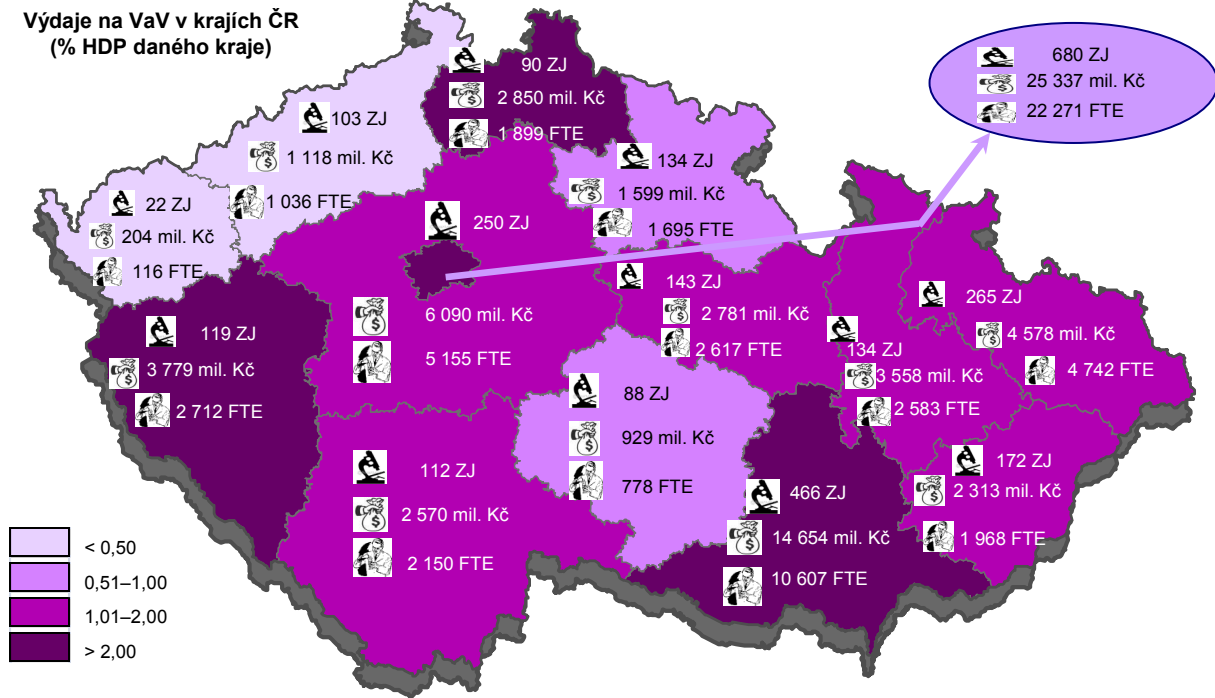 Výdaje na VaV v krajích ČR
(% HDP daného kraje)
680 ZJ
25 337 mil. Kč
22 271 FTE
90 ZJ
2 850 mil. Kč
1 899 FTE
103 ZJ
1 118 mil. Kč
1 036 FTE
134 ZJ
1 599 mil. Kč
1 695 FTE
22 ZJ
204 mil. Kč
116 FTE
250 ZJ
6 090 mil. Kč
5 155 FTE
143 ZJ
2 781 mil. Kč
2 617 FTE
265 ZJ
4 578 mil. Kč
4 742 FTE
119 ZJ
3 779 mil. Kč
2 712 FTE
134 ZJ
3 558 mil. Kč
2 583 FTE
88 ZJ
929 mil. Kč
778 FTE
112 ZJ
2 570 mil. Kč
2 150 FTE
466 ZJ
14 654 mil. Kč
10 607 FTE
172 ZJ
2 313 mil. Kč
1 968 FTE
< 0,50
0,51–1,00
1,01–2,00
> 2,00